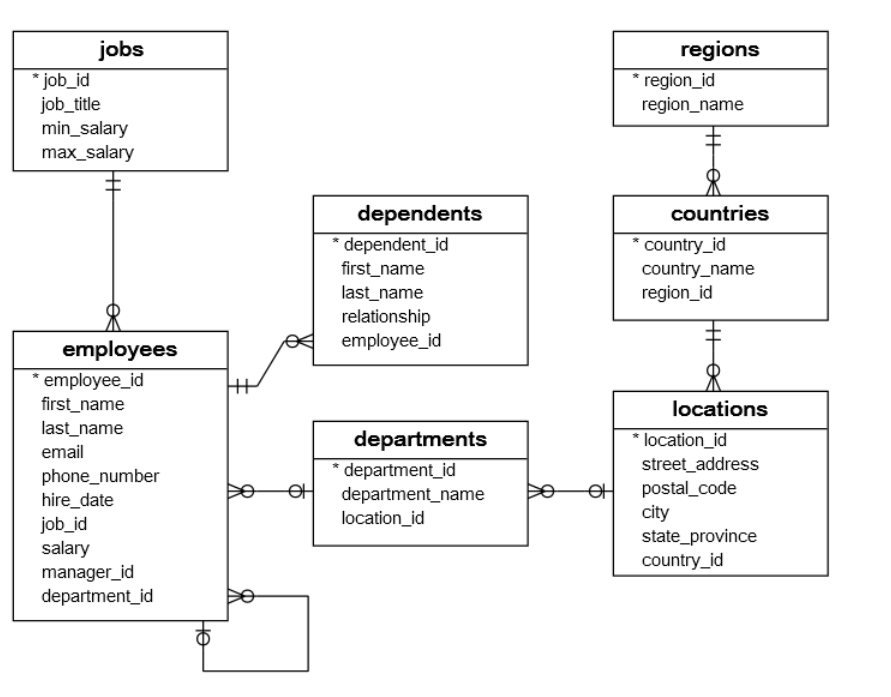 jobs
* job_id
job_title
min_salary
max_salary
regions
* region_id
region_name
dependents
* dependent_id
first_name
last_name
relationship
employee_id
countries
* country_id
country_name
region_id
employees
* employee_id
first_name
last_name
email
phone_number
hire_date
job_id
salary
manager_id
department_id
departments
* department_id
department_name
location_id
locations
* location_id
street_address
postal_code
city
state_province
country_id